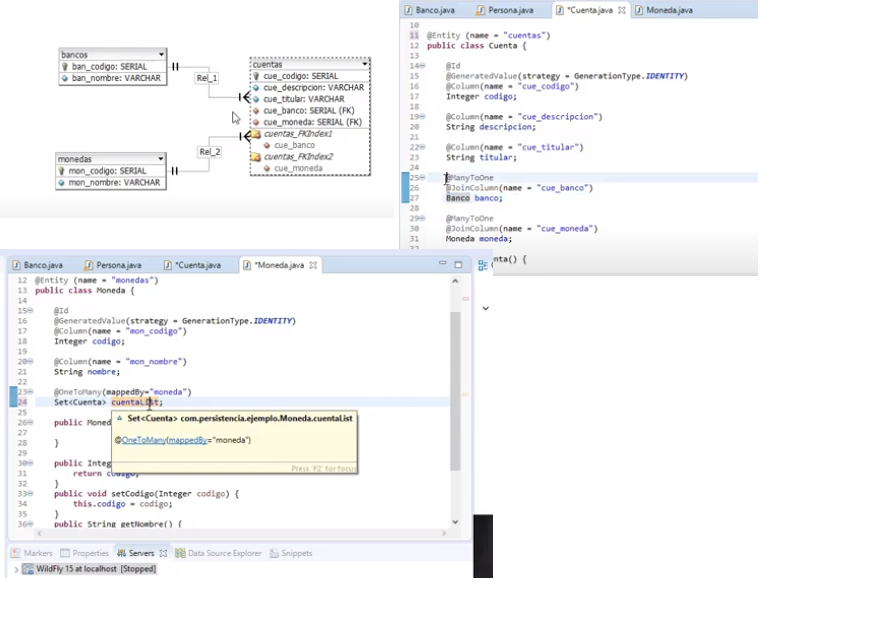 bancos
ban_codigo: SERIAL
ban_nombre: VARCHAR
Rel_1
cuentas
cue_codigo: SERIAL
cue_descripcion: VARCHAR
cue_titular: VARCHAR
cue_banco: SERIAL (FK)
cue_moneda: SERIAL (FK)
cuentas_FKIndex1
cue_banco
cuentas_FKIndex2
cue_moneda
Rel_2
monedas
mon_codigo: SERIAL
mon_nombre: VARCHAR
Banco.java Persona.java *Cuenta.java Moneda.java
10
11 @Entity (name = "cuentas")
12 public class Cuenta {
13
14 @Id
15 @GeneratedValue(strategy = GenerationType.IDENTITY)
16 @Column(name = "cue_codigo")
17 Integer codigo;
18
19 @Column(name = "cue_descripcion")
20 String descripcion;
21
22 @Column(name = "cue_titular")
23 String titular;
24
25 @ManyToOne
26 @JoinColumn(name = "cue_banco")
27 Banco banco;
28
29 @ManyToOne
30 @JoinColumn(name = "cue_moneda")
31 Moneda moneda;
nta() {
Banco.java Persona.java *Cuenta.java *Moneda.java
12 @Entity (name = "monedas")
13 public class Moneda {
14
15 @Id
16 @GeneratedValue(strategy = GenerationType.IDENTITY)
17 @Column(name = "mon_codigo")
18 Integer codigo;
19
20 @Column(name = "mon_nombre")
21 String nombre;
22
23 @OneToMany(mappedBy="moneda")
24 Set<Cuenta> cuentaList;
25
26 public Moned
Set<Cuenta> com.persistencia.ejemplo.Moneda.cuentaList
@OneToMany(mappedBy="moneda")
Press 'F2' for focus
28 }
29
30 public Integ
31 return codigo;
32 }
33 public void setCodigo(Integer codigo) {
34 this.codigo = codigo;
35 }
36 public String getNombre() {
Markers Properties Servers Data Source Explorer Snippets
WildFly 15 at localhost [Stopped]